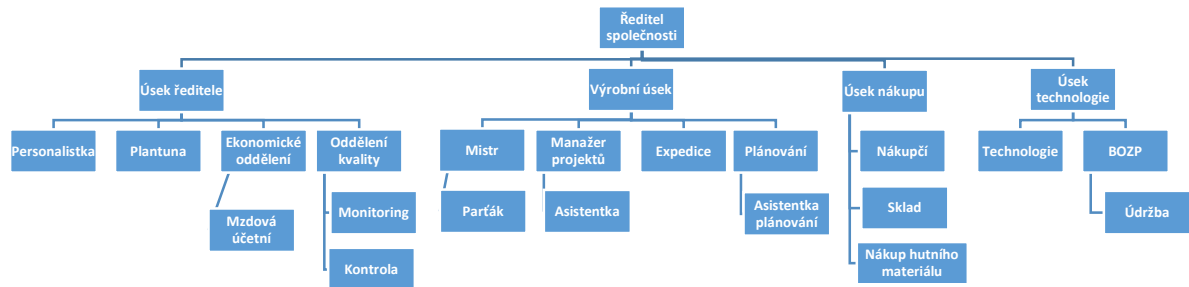 Ředitel
společnosti
Úsek ředitele
Výrobní úsek
Úsek nákupu
Úsek
technologie
Personalistka
Plantuna
Ekonomické
oddělení
Oddělení
kvality
Mistr
Manažer
projektů
Expedice
Plánování
Nákupčí
Technologie
BOZP
Mzdová
účetní
Monitoring
Parťák
Asistentka
Asistentka
plánování
Sklad
Údržba
Kontrola
Nákup hutního
materiálu